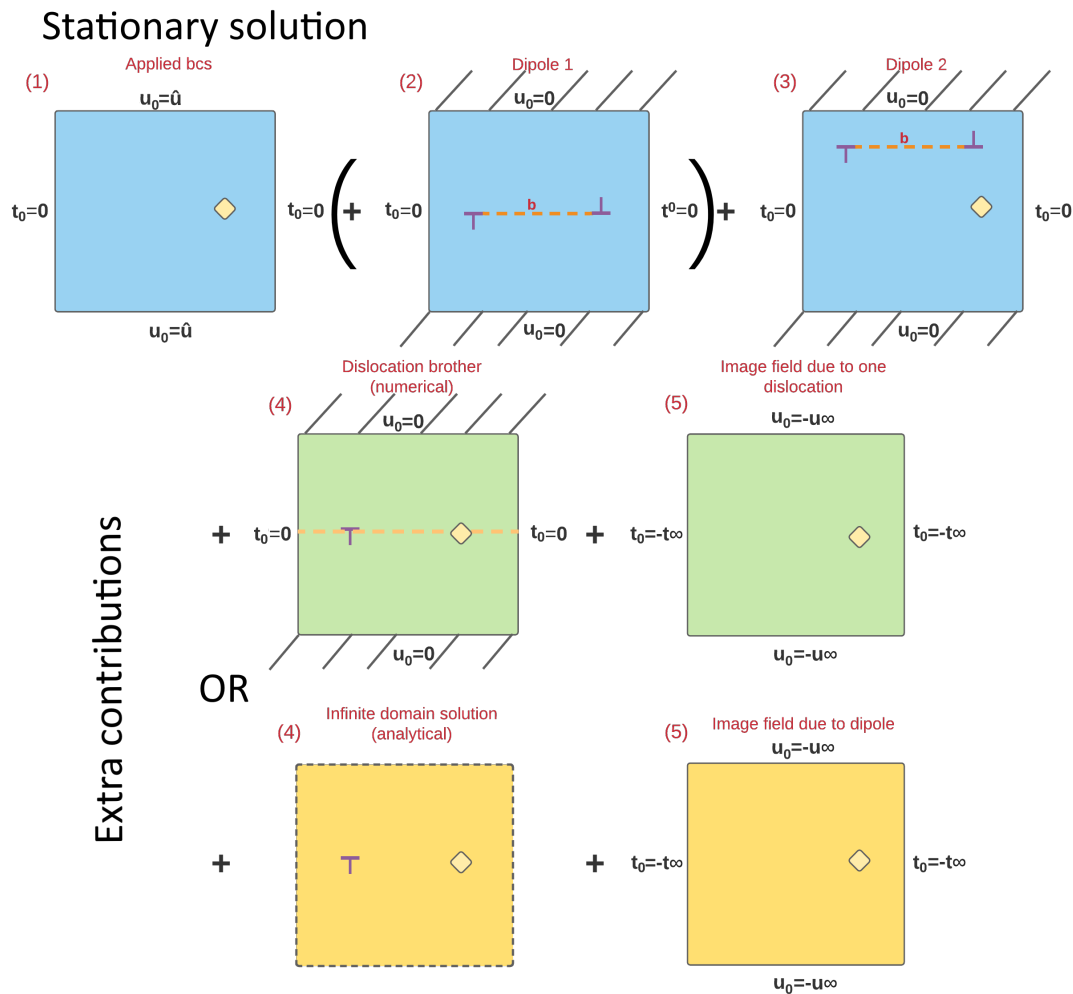 Stationary solution
Applied bcs
Dipole 1
Dipole 2
(1)
(2)
(3)
u₀=û
u₀=0
u₀=0
t₀=0
t₀=0
(
+
t₀=0
b
t⁰=0
)
+
t₀=0
b
t₀=0
u₀=û
u₀=0
u₀=0
Dislocation brother
(numerical)
Image field due to one
dislocation
(4)
(5)
u₀=0
u₀=-u∞
+
t₀=0
t₀=0
+
t₀=-t∞
t₀=-t∞
u₀=0
u₀=-u∞
Extra contributions
OR
Infinite domain solution
(analytical)
Image field due to dipole
(4)
(5)
u₀=-u∞
+
+
t₀=-t∞
t₀=-t∞
u₀=-u∞